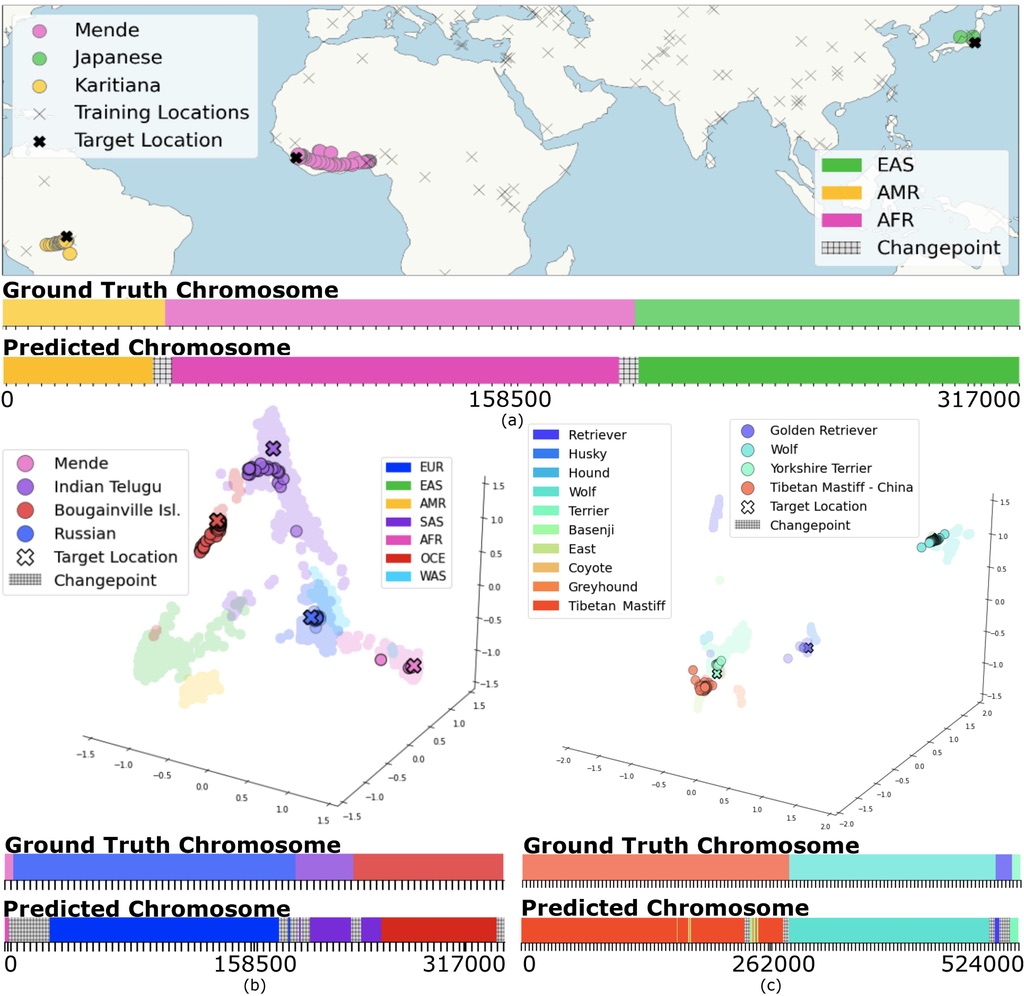 Mende
Japanese
Karitiana
Training Locations
Target Location
EAS
AMR
AFR
Changepoint
Ground Truth Chromosome
Predicted Chromosome
0 158500 317000
(a)
Mende
Indian Telugu
Bougainville Isl.
Russian
Target Location
Changepoint
EUR
EAS
AMR
SAS
AFR
OCE
WAS
1.5
1.0
0.5
0.0
−0.5
−1.0
−1.5
−1.5 −1.0 0.0 0.5 1.0 1.5
−1.5
−1.0
−0.5
0.0
0.5
1.0
1.5
Retriever
Husky
Hound
Wolf
Terrier
Basenji
East
Coyote
Greyhound
Tibetan Mastiff
Golden Retriever
Wolf
Yorkshire Terrier
Tibetan Mastiff - China
Target Location
Changepoint
1.5
1.0
0.5
0.0
−0.5
−1.0
−1.5
−2.0 −1.5 −1.0 −0.5 0.0 0.5 1.0 1.5 2.0
−2.0
−1.5
−1.0
−0.5
0.0
0.5
1.0
1.5
2.0
Ground Truth Chromosome
Predicted Chromosome
0 158500 317000
(b)
Ground Truth Chromosome
Predicted Chromosome
0 262000 524000
(c)